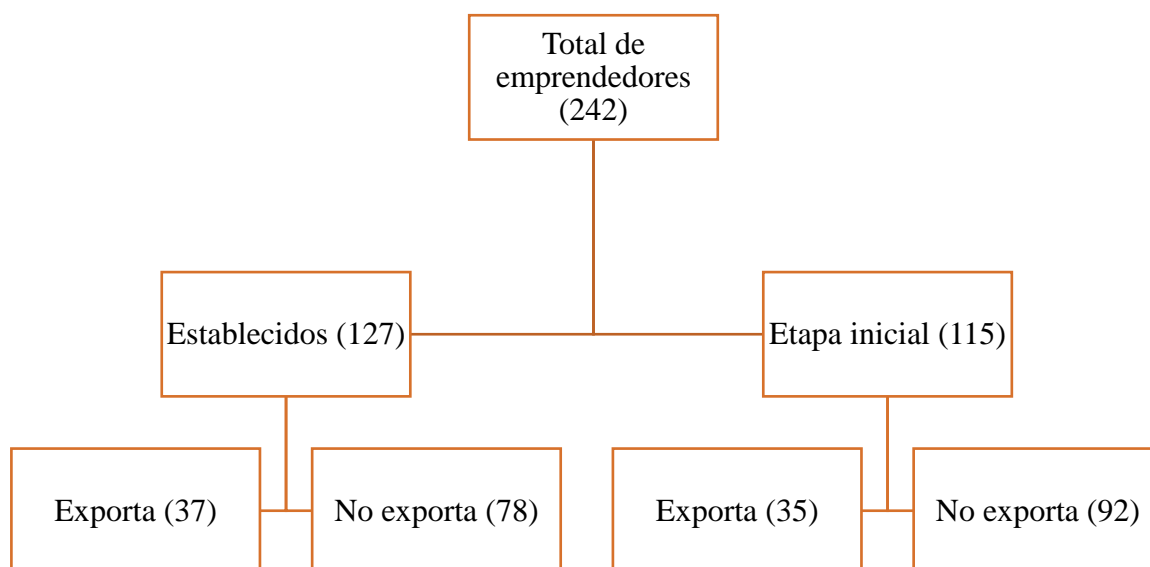 Total de
emprendedores
(242)
Establecidos (127)
Etapa inicial (115)
Exporta (37)
No exporta (78)
Exporta (35)
No exporta (92)